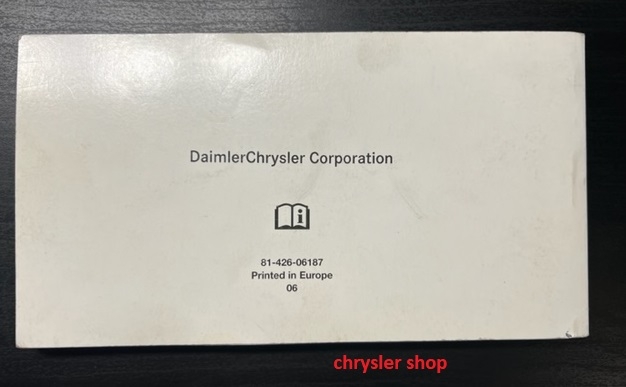 DaimlerChrysler Corporation
i
81-426-06187
Printed in Europe
06
chrysler shop